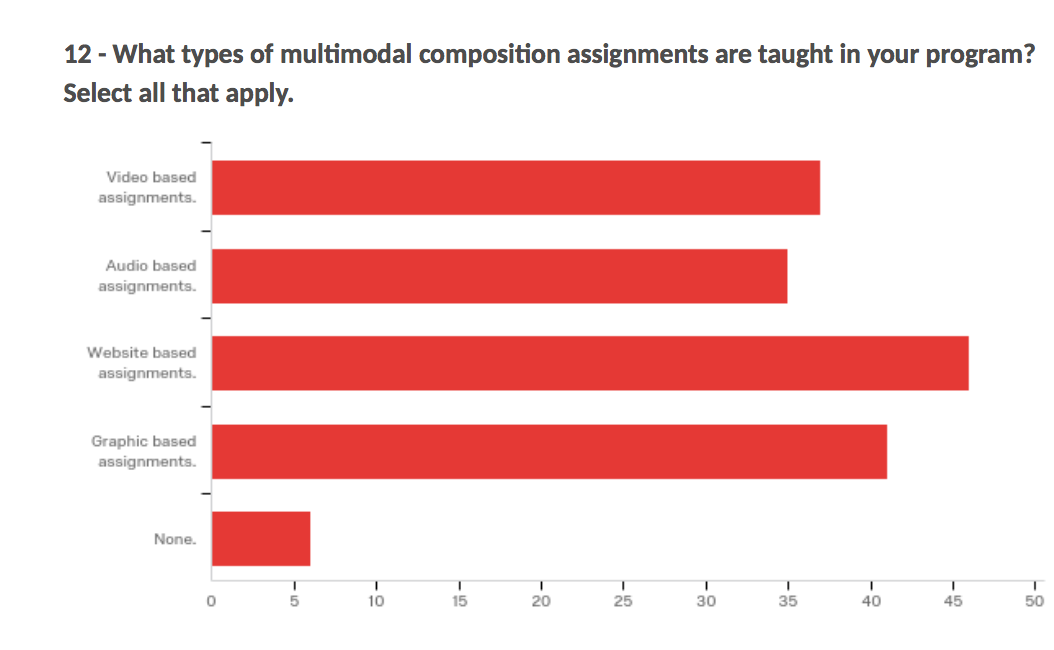 12 - What types of multimodal composition assignments are taught in your program?
Select all that apply.
Video based
assignments.
Audio based
assignments.
Website based
assignments.
Graphic based
assignments.
None.
0 5 10 15 20 25 30 35 40 45 50